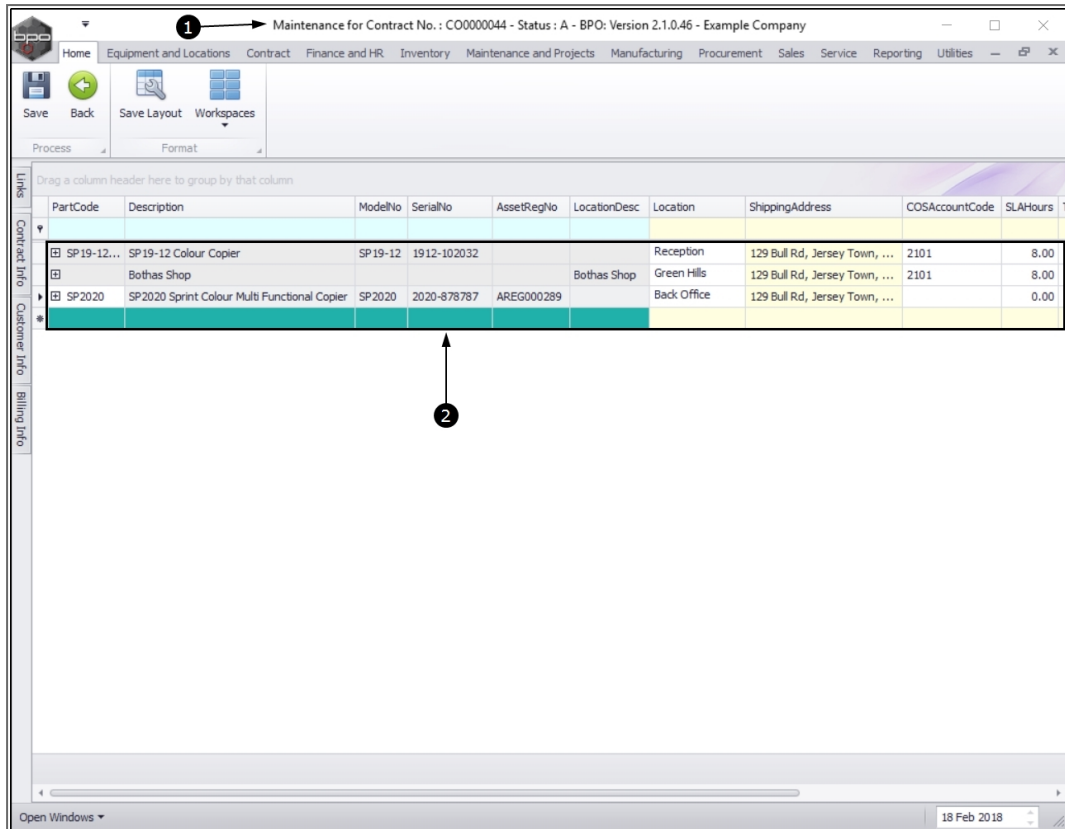 1
Maintenance for Contract No. : CO0000044 - Status : A - BPO: Version 2.1.0.46 - Example Company
bpo
Home Equipment and Locations Contract Finance and HR Inventory Maintenance and Projects Manufacturing Procurement Sales Service Reporting Utilities
Save Back Save Layout Workspaces
Process Format
Links
Contract Info
Customer Info
Billing Info
Drag a column header here to group by that column
PartCode Description ModelNo SerialNo AssetRegNo LocationDesc Location ShippingAddress COSAccountCode SLAHours
SP19-12... SP19-12 Colour Copier SP19-12 1912-102032 Reception 129 Bull Rd, Jersey Town, ... 2101 8.00
Bothas Shop Bothas Shop Green Hills 129 Bull Rd, Jersey Town, ... 2101 8.00
SP2020 SP2020 Sprint Colour Multi Functional Copier SP2020 2020-878787 AREG000289 Back Office 129 Bull Rd, Jersey Town, ... 0.00
2
Open Windows 18 Feb 2018